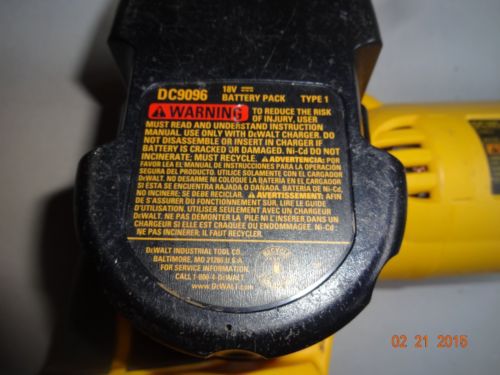 DC9096 18V ⎓ BATTERY PACK TYPE 1
⚠ WARNING TO REDUCE THE RISK
OF INJURY, USER
MUST READ AND UNDERSTAND INSTRUCTION
MANUAL. USE ONLY WITH DEWALT CHARGER. DO
NOT DISASSEMBLE OR INSERT IN CHARGER IF
BATTERY IS CRACKED OR DAMAGED. Ni-Cd DO NOT
INCINERATE; MUST RECYCLE. ⚠ ADVERTENCIA: POR
FAVOR LEA EL MANUAL DE INSTRUCCIONES PARA LA OPERACIÓN
SEGURA DEL PRODUCTO. UTILICE SOLAMENTE CON EL CARGADOR
DEWALT. NO DESARME NI COLOQUE LA BATERIA EN EL CARGADOR
SI ÉSTA SE ENCUENTRA RAJADA O DAÑADA. BATERIA DE Ni-Cd,
NO INCINERE; SE DEBE RECICLAR. ⚠ AVERTISSEMENT: AFIN
DE S'ASSURER DU FONCTIONNEMENT SÛR. LIRE LE GUIDE
D'UTILISATION. UTILISER SEULEMENT AVEC UN CHARGEUR
DEWALT. NE PAS DEMONTER LA PILE NI L'INSÉRER DANS LE
CHARGEUR SI ELLE EST CRAQUÉE OU ENDOMMAGEE. Ni-Cd
NE PAS INCINÉRER; IL FAUT RECYCLER.
DEWALT INDUSTRIAL TOOL CO.
BALTIMORE, MD 21286 U.S.A.
FOR SERVICE INFORMATION,
CALL 1-800-4-DEWALT
www.DEWALT.com
02 21 2015